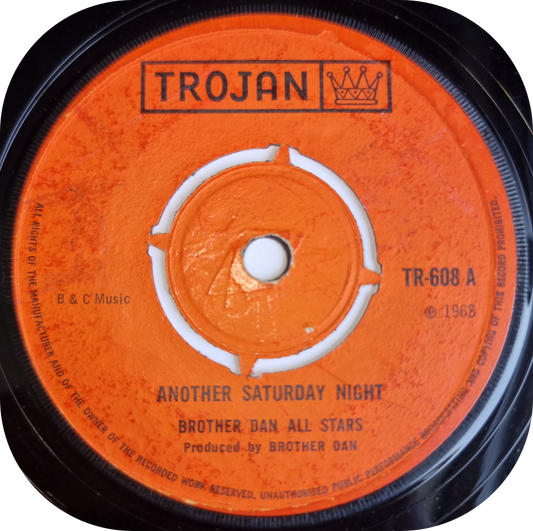 TROJAN
TR-608 A
℗ 1968
B & C Music
ANOTHER SATURDAY NIGHT
BROTHER DAN ALL STARS
Produced by BROTHER DAN
ALL RIGHTS OF THE MANUFACTURER AND OF THE OWNER OF THE RECORDED WORK RESERVED. UNAUTHORISED PUBLIC PERFORMANCE BROADCASTING AND COPYING OF THIS RECORD PROHIBITED.